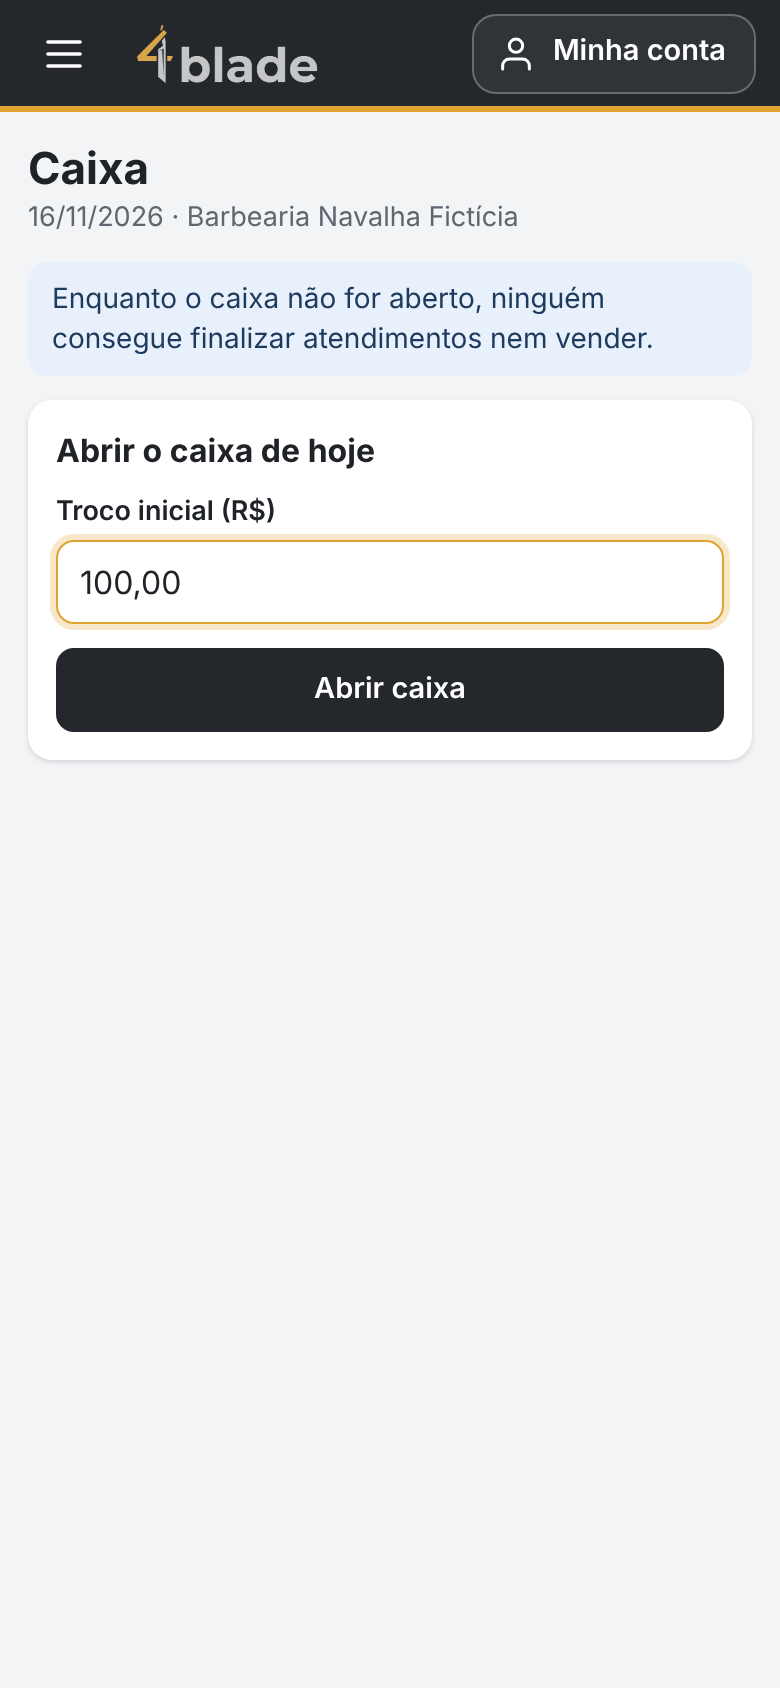 4blade
Minha conta
Caixa
16/11/2026 · Barbearia Navalha Fictícia
Enquanto o caixa não for aberto, ninguém
consegue finalizar atendimentos nem vender.
Abrir o caixa de hoje
Troco inicial (R$)
100,00
Abrir caixa